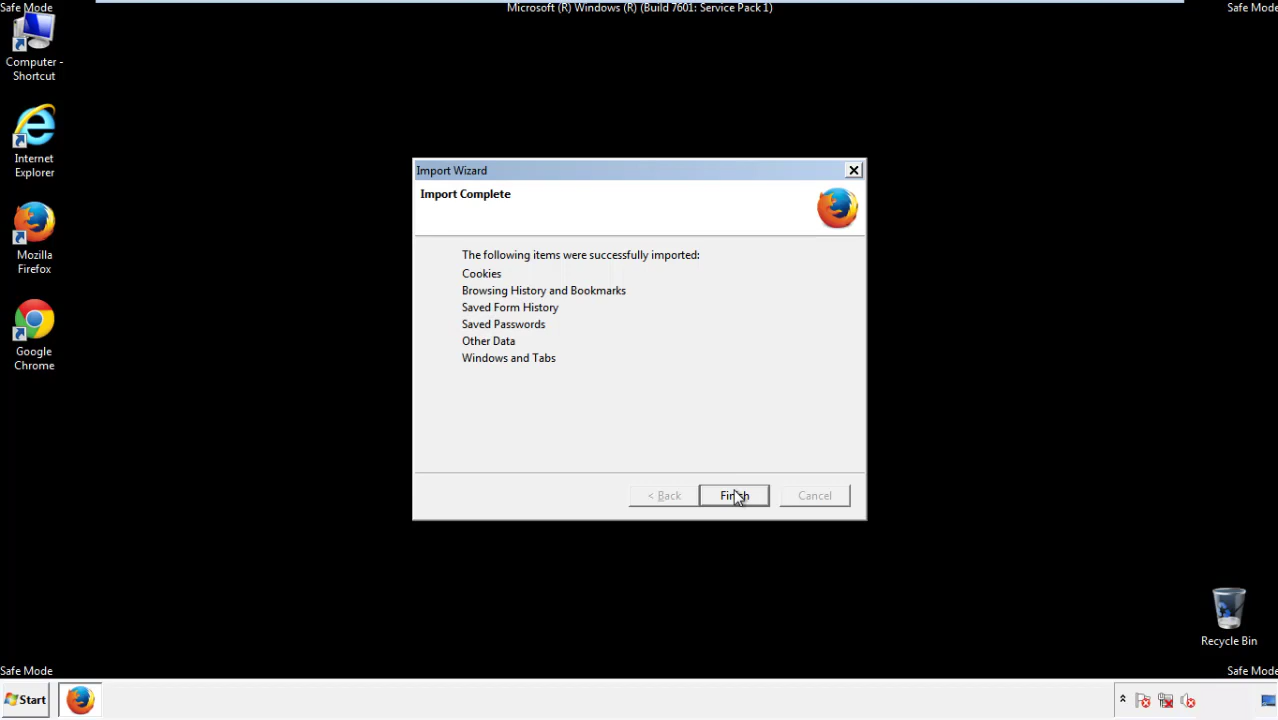 Safe Mode
Microsoft (R) Windows (R) (Build 7601: Service Pack 1)
Safe Mode
Computer -
Shortcut
Internet
Explorer
Mozilla
Firefox
Google
Chrome
Import Wizard
Import Complete
The following items were successfully imported:
Cookies
Browsing History and Bookmarks
Saved Form History
Saved Passwords
Other Data
Windows and Tabs
< Back
Finish
Cancel
Recycle Bin
Safe Mode
Safe Mode
Start